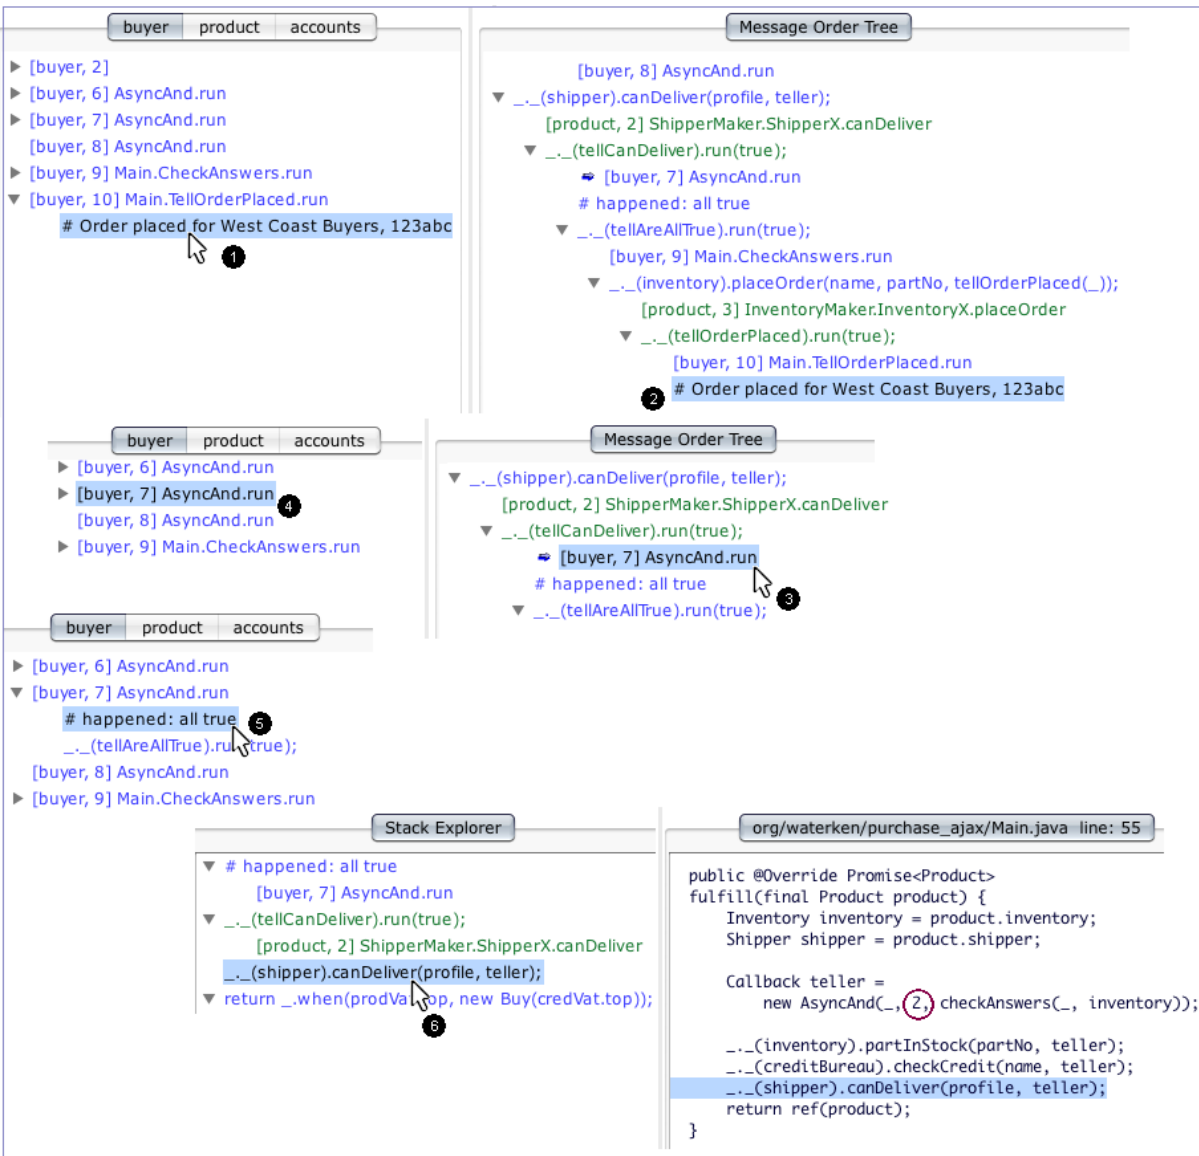 buyer product accounts
[buyer, 2]
[buyer, 6] AsyncAnd.run
[buyer, 7] AsyncAnd.run
[buyer, 8] AsyncAnd.run
[buyer, 9] Main.CheckAnswers.run
[buyer, 10] Main.TellOrderPlaced.run
# Order placed for West Coast Buyers, 123abc
1
Message Order Tree
[buyer, 8] AsyncAnd.run
_._(shipper).canDeliver(profile, teller);
[product, 2] ShipperMaker.ShipperX.canDeliver
_._(tellCanDeliver).run(true);
[buyer, 7] AsyncAnd.run
# happened: all true
_._(tellAreAllTrue).run(true);
[buyer, 9] Main.CheckAnswers.run
_._(inventory).placeOrder(name, partNo, tellOrderPlaced(_));
[product, 3] InventoryMaker.InventoryX.placeOrder
_._(tellOrderPlaced).run(true);
[buyer, 10] Main.TellOrderPlaced.run
2 # Order placed for West Coast Buyers, 123abc
buyer product accounts
[buyer, 6] AsyncAnd.run
[buyer, 7] AsyncAnd.run 4
[buyer, 8] AsyncAnd.run
[buyer, 9] Main.CheckAnswers.run
Message Order Tree
_._(shipper).canDeliver(profile, teller);
[product, 2] ShipperMaker.ShipperX.canDeliver
_._(tellCanDeliver).run(true);
[buyer, 7] AsyncAnd.run
# happened: all true 3
_._(tellAreAllTrue).run(true);
buyer product accounts
[buyer, 6] AsyncAnd.run
[buyer, 7] AsyncAnd.run
# happened: all true 5
_._(tellAreAllTrue).run(true);
[buyer, 8] AsyncAnd.run
[buyer, 9] Main.CheckAnswers.run
Stack Explorer
# happened: all true
[buyer, 7] AsyncAnd.run
_._(tellCanDeliver).run(true);
[product, 2] ShipperMaker.ShipperX.canDeliver
_._(shipper).canDeliver(profile, teller);
return _.when(prodVat.top, new Buy(credVat.top));
6
org/waterken/purchase_ajax/Main.java line: 55
public @Override Promise<Product>
fulfill(final Product product) {
Inventory inventory = product.inventory;
Shipper shipper = product.shipper;
Callback teller =
new AsyncAnd(_, 2, checkAnswers(_, inventory));
_._(inventory).partInStock(partNo, teller);
_._(creditBureau).checkCredit(name, teller);
_._(shipper).canDeliver(profile, teller);
return ref(product);
}